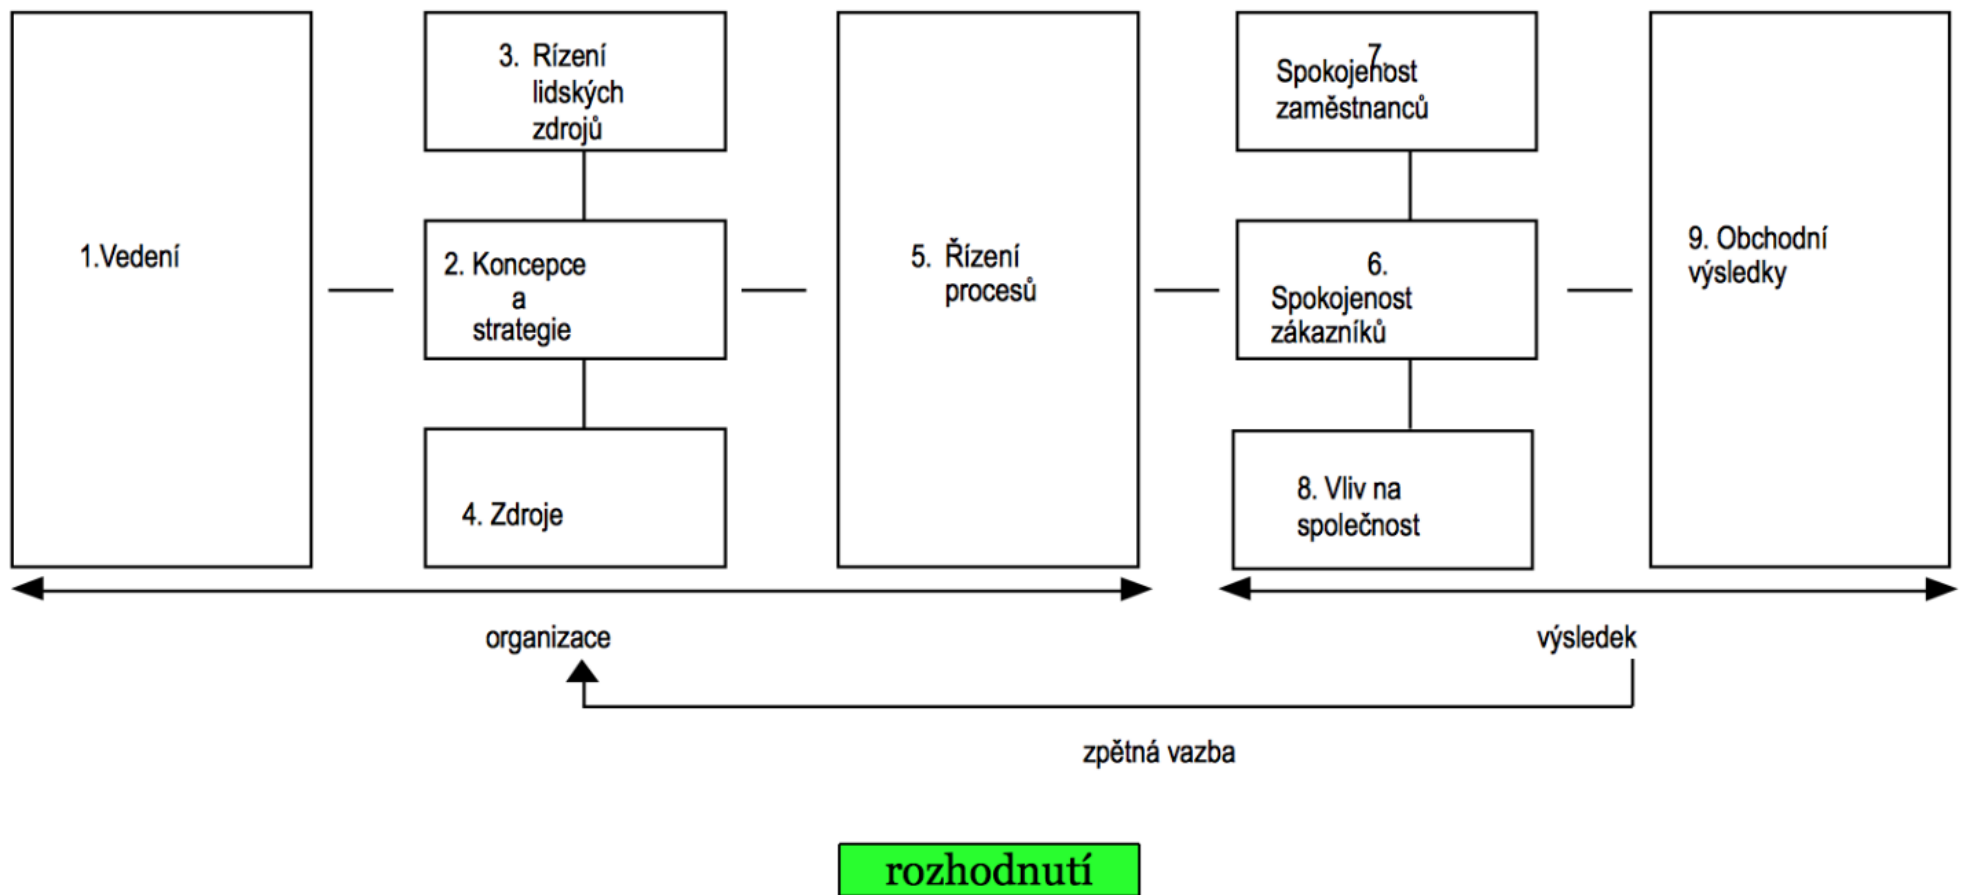 1.Vedení
3. Rízení
lidských
zdrojů
2. Koncepce
a
strategie
4. Zdroje
5. Řízení
procesů
7.
Spokojenost
zaměstnanců
6.
Spokojenost
zákazníků
8. Vliv na
společnost
9. Obchodní
výsledky
organizace
výsledek
zpětná vazba
rozhodnutí